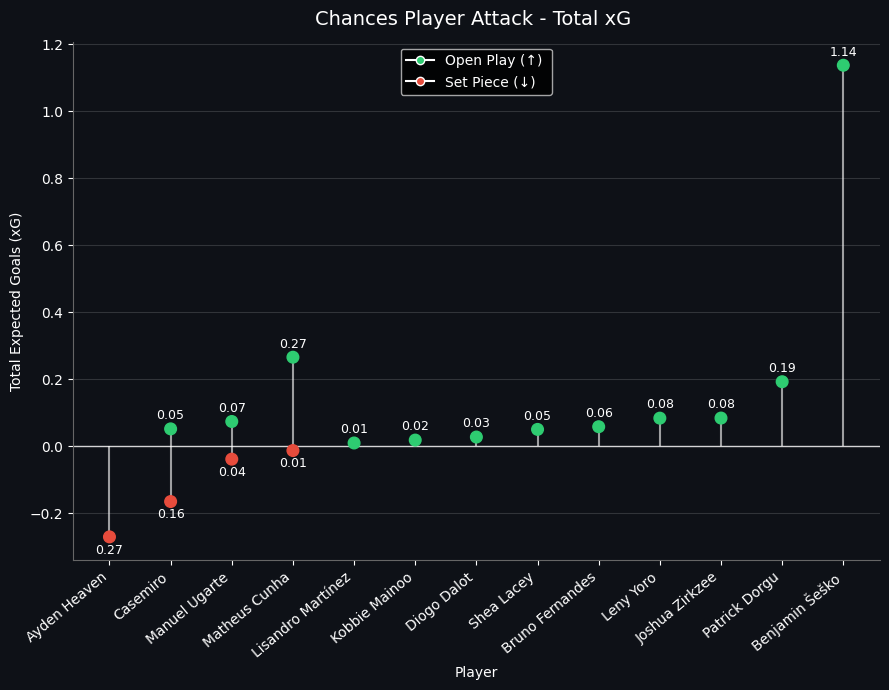 Chances Player Attack - Total xG
Open Play (↑)
Set Piece (↓)
Total Expected Goals (xG)
1.2
1.0
0.8
0.6
0.4
0.2
0.0
−0.2
0.27
0.05
0.16
0.07
0.04
0.27
0.01
0.01
0.02
0.03
0.05
0.06
0.08
0.08
0.19
1.14
Ayden Heaven
Casemiro
Manuel Ugarte
Matheus Cunha
Lisandro Martínez
Kobbie Mainoo
Diogo Dalot
Shea Lacey
Bruno Fernandes
Leny Yoro
Joshua Zirkzee
Patrick Dorgu
Benjamin Šeško
Player